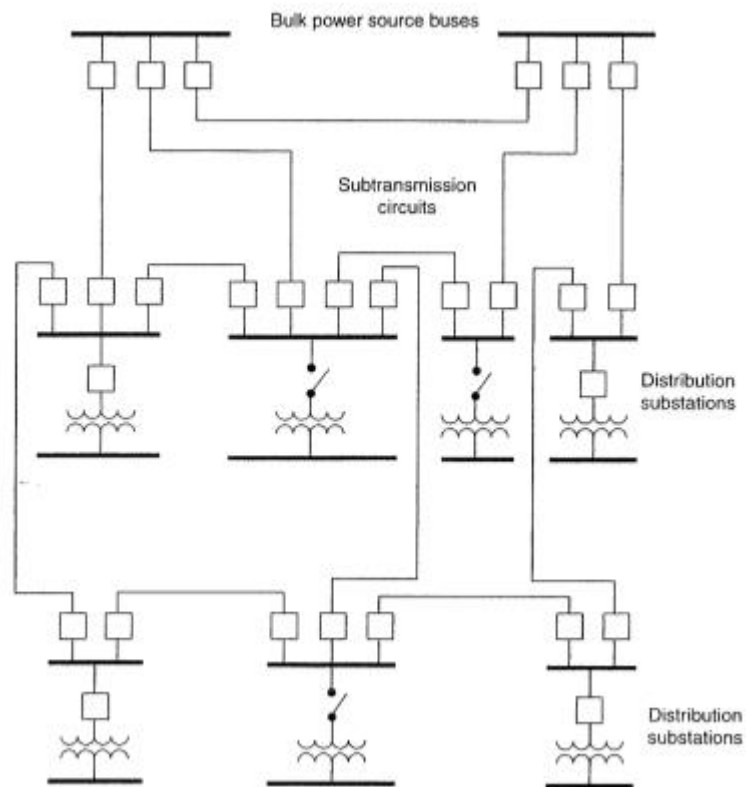 Bulk power source buses
Subtransmission
circuits
Distribution
substations
Distribution
substations